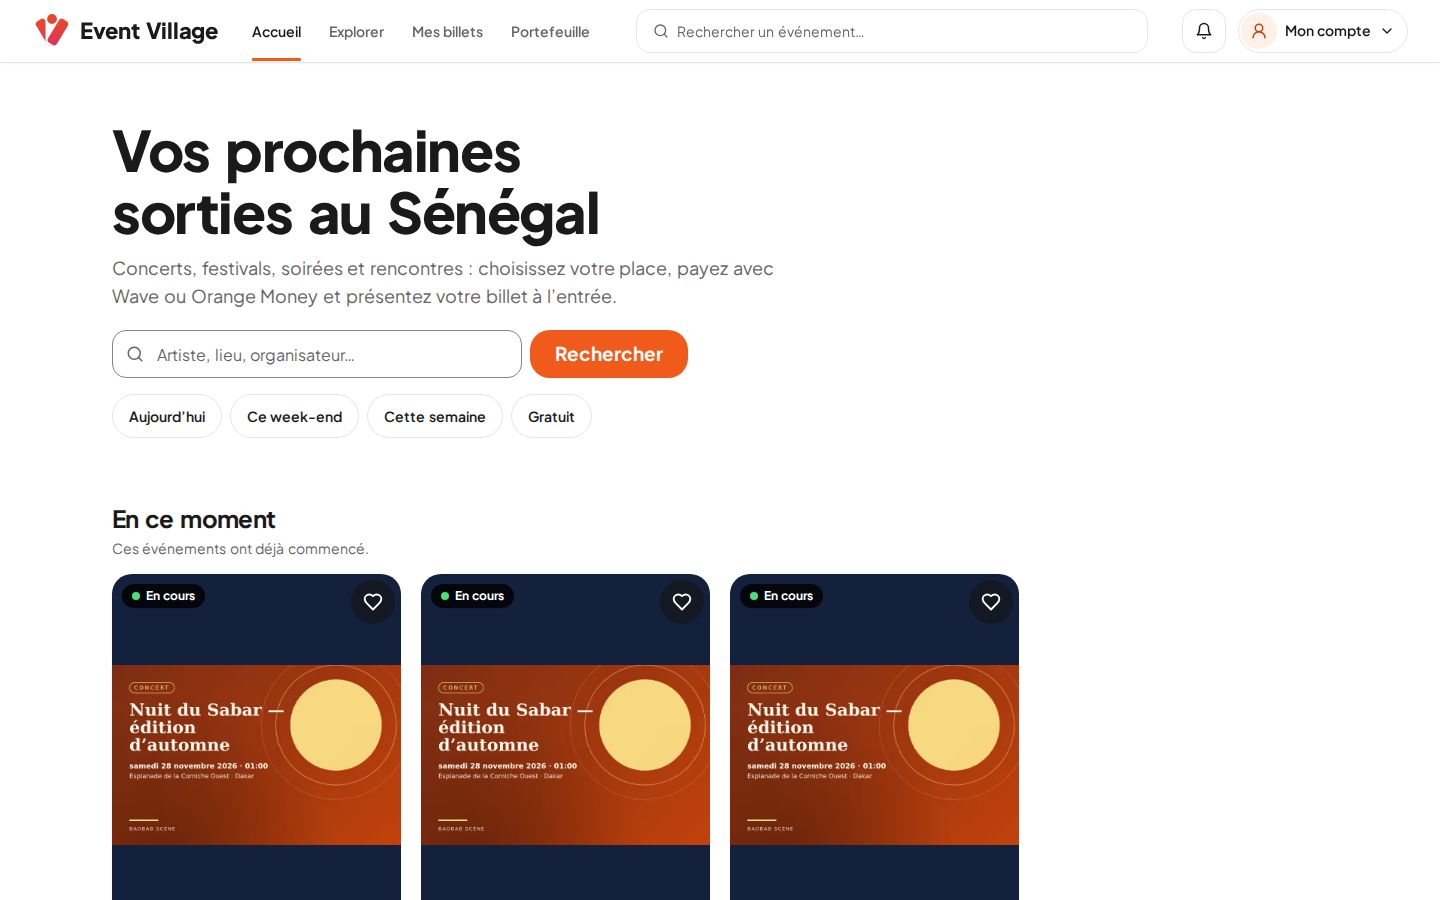 Event Village
Accueil
Explorer
Mes billets
Portefeuille
Rechercher un événement…
Mon compte
Vos prochaines
sorties au Sénégal
Concerts, festivals, soirées et rencontres : choisissez votre place, payez avec
Wave ou Orange Money et présentez votre billet à l’entrée.
Artiste, lieu, organisateur…
Rechercher
Aujourd’hui
Ce week-end
Cette semaine
Gratuit
En ce moment
Ces événements ont déjà commencé.
En cours
CONCERT
Nuit du Sabar —
édition
d’automne
samedi 28 novembre 2026 · 01:00
Esplanade de la Corniche Ouest · Dakar
BAOBAB SCÈNE
En cours
CONCERT
Nuit du Sabar —
édition
d’automne
samedi 28 novembre 2026 · 01:00
Esplanade de la Corniche Ouest · Dakar
BAOBAB SCÈNE
En cours
CONCERT
Nuit du Sabar —
édition
d’automne
samedi 28 novembre 2026 · 01:00
Esplanade de la Corniche Ouest · Dakar
BAOBAB SCÈNE